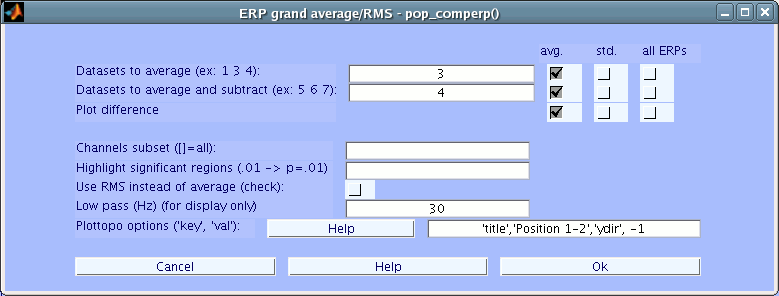 ERP grand average/RMS - pop_comperp()
avg. std. all ERPs
Datasets to average (ex: 1 3 4): 3
Datasets to average and subtract (ex: 5 6 7): 4
Plot difference
Channels subset ([]=all):
Highlight significant regions (.01 -> p=.01)
Use RMS instead of average (check):
Low pass (Hz) (for display only) 30
Plottopo options ('key', 'val'): Help 'title','Position 1-2','ydir', -1
Cancel Help Ok